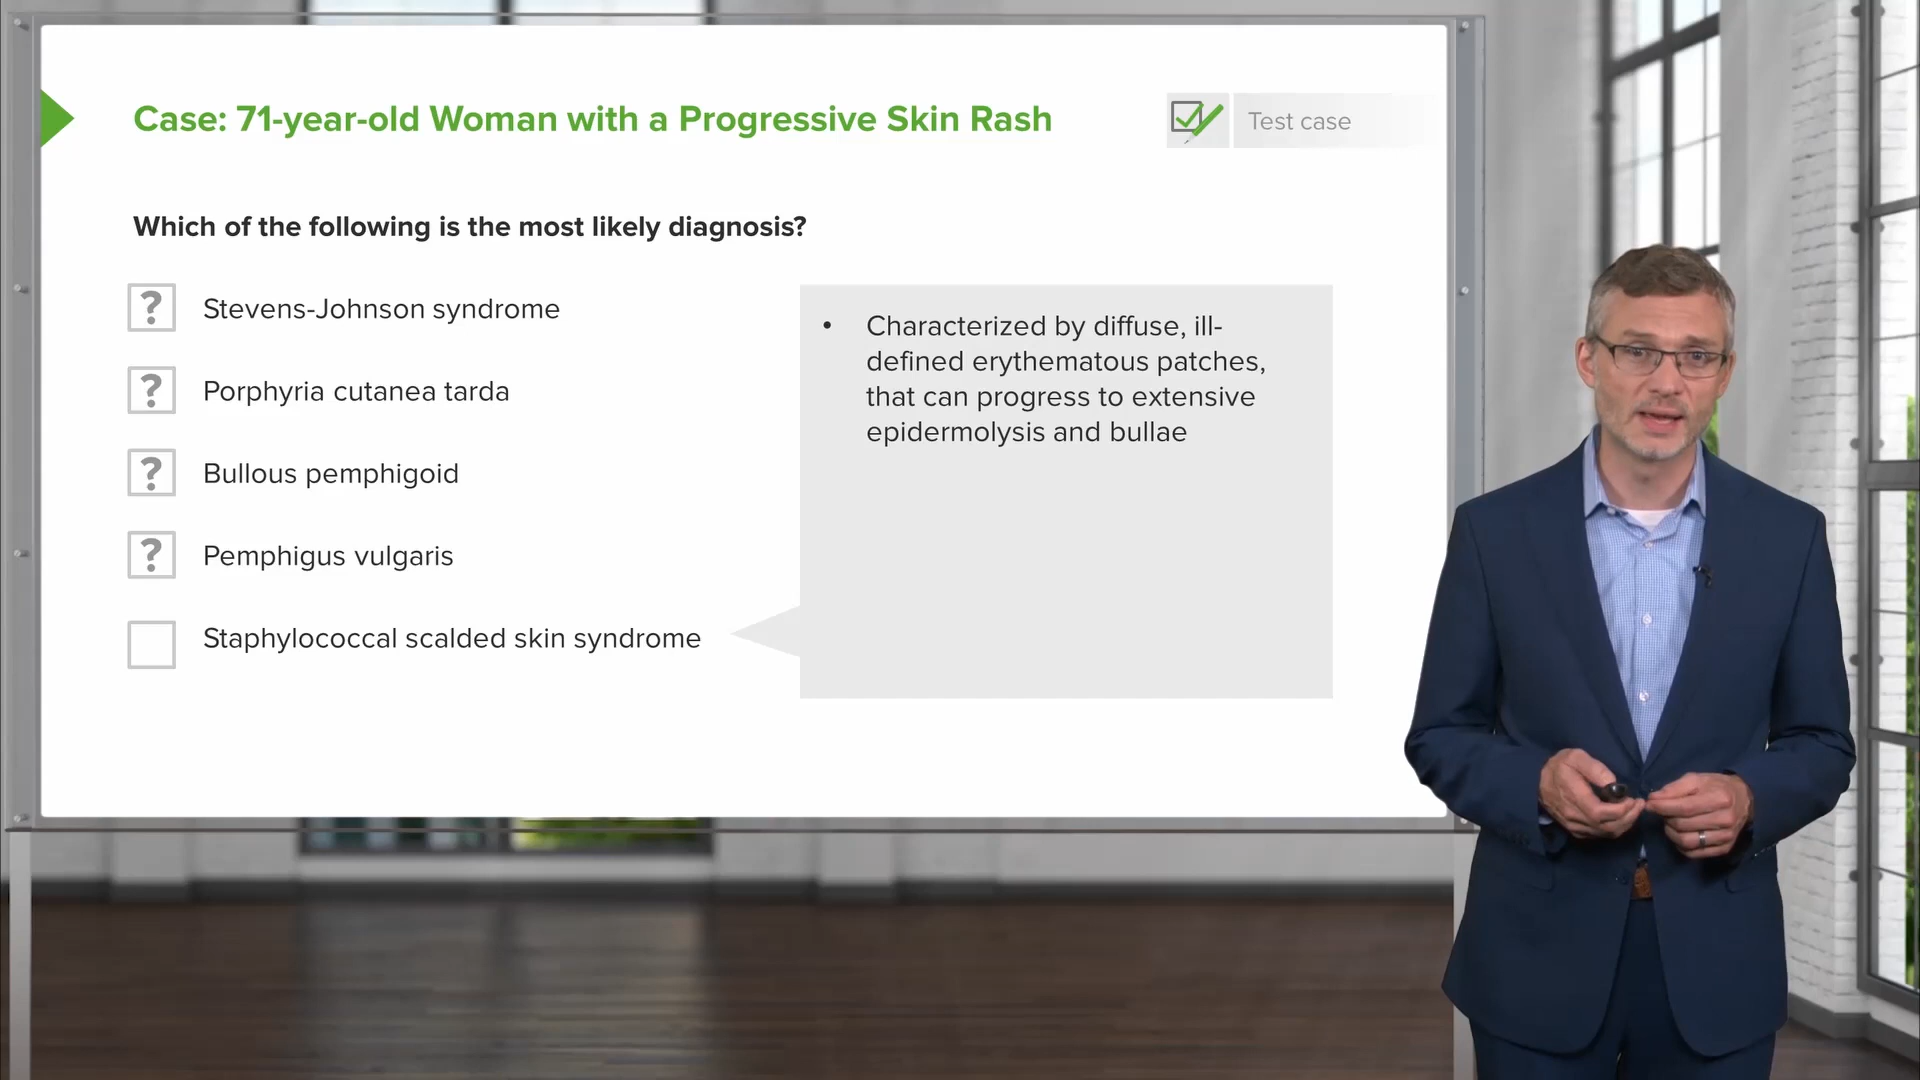 Case: 71-year-old Woman with a Progressive Skin Rash
Test case
Which of the following is the most likely diagnosis?
? Stevens-Johnson syndrome
? Porphyria cutanea tarda
? Bullous pemphigoid
? Pemphigus vulgaris
Staphylococcal scalded skin syndrome
• Characterized by diffuse, ill-
defined erythematous patches,
that can progress to extensive
epidermolysis and bullae